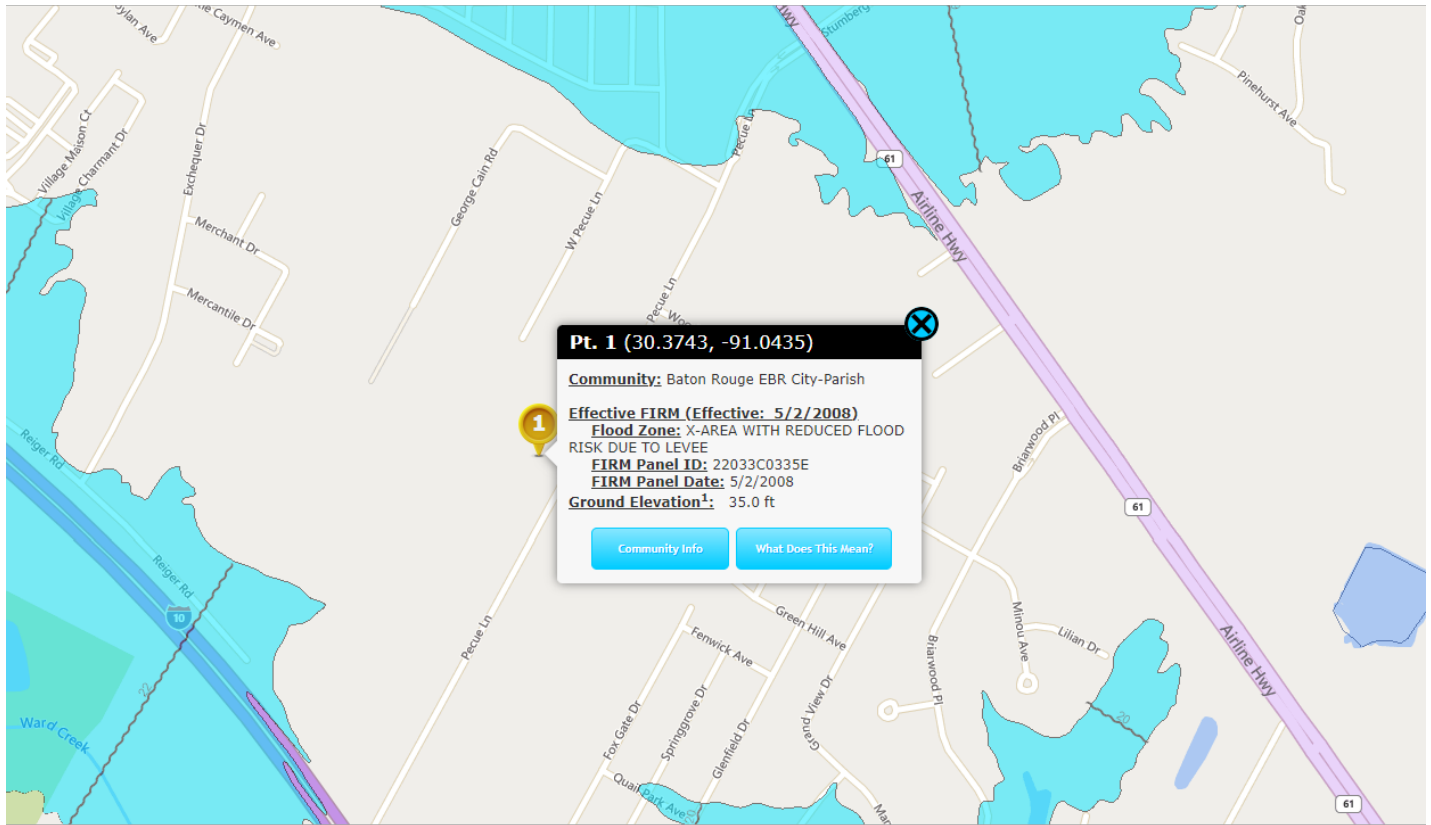 Caymen Ave
Stumberg
Hwy
Pinehurst Ave
Village Maison Ct
Village Charmant Dr
Exchequer Dr
George Cain Rd
Pecue Ln
61
W Pecue Ln
Airline Hwy
Merchant Dr
Mercantile Dr
Pecue Ln
Pt. 1 (30.3743, -91.0435)
Community: Baton Rouge EBR City-Parish
Effective FIRM (Effective: 5/2/2008)
Flood Zone: X-AREA WITH REDUCED FLOOD
RISK DUE TO LEVEE
FIRM Panel ID: 22033C0335E
FIRM Panel Date: 5/2/2008
Ground Elevation1: 35.0 ft
Community Info
What Does This Mean?
1
Reiger Rd
Briarwood Pl
61
Reiger Rd
10
Pecue Ln
Green Hill Ave
Fenwick Ave
Minou Ave
Lilian Dr
Briarwood Pl
Airline Hwy
22
Ward Creek
Fox Gate Dr
Springgrove Dr
Glenfield Dr
Grand View Dr
20
Quail Park Ave
20
61